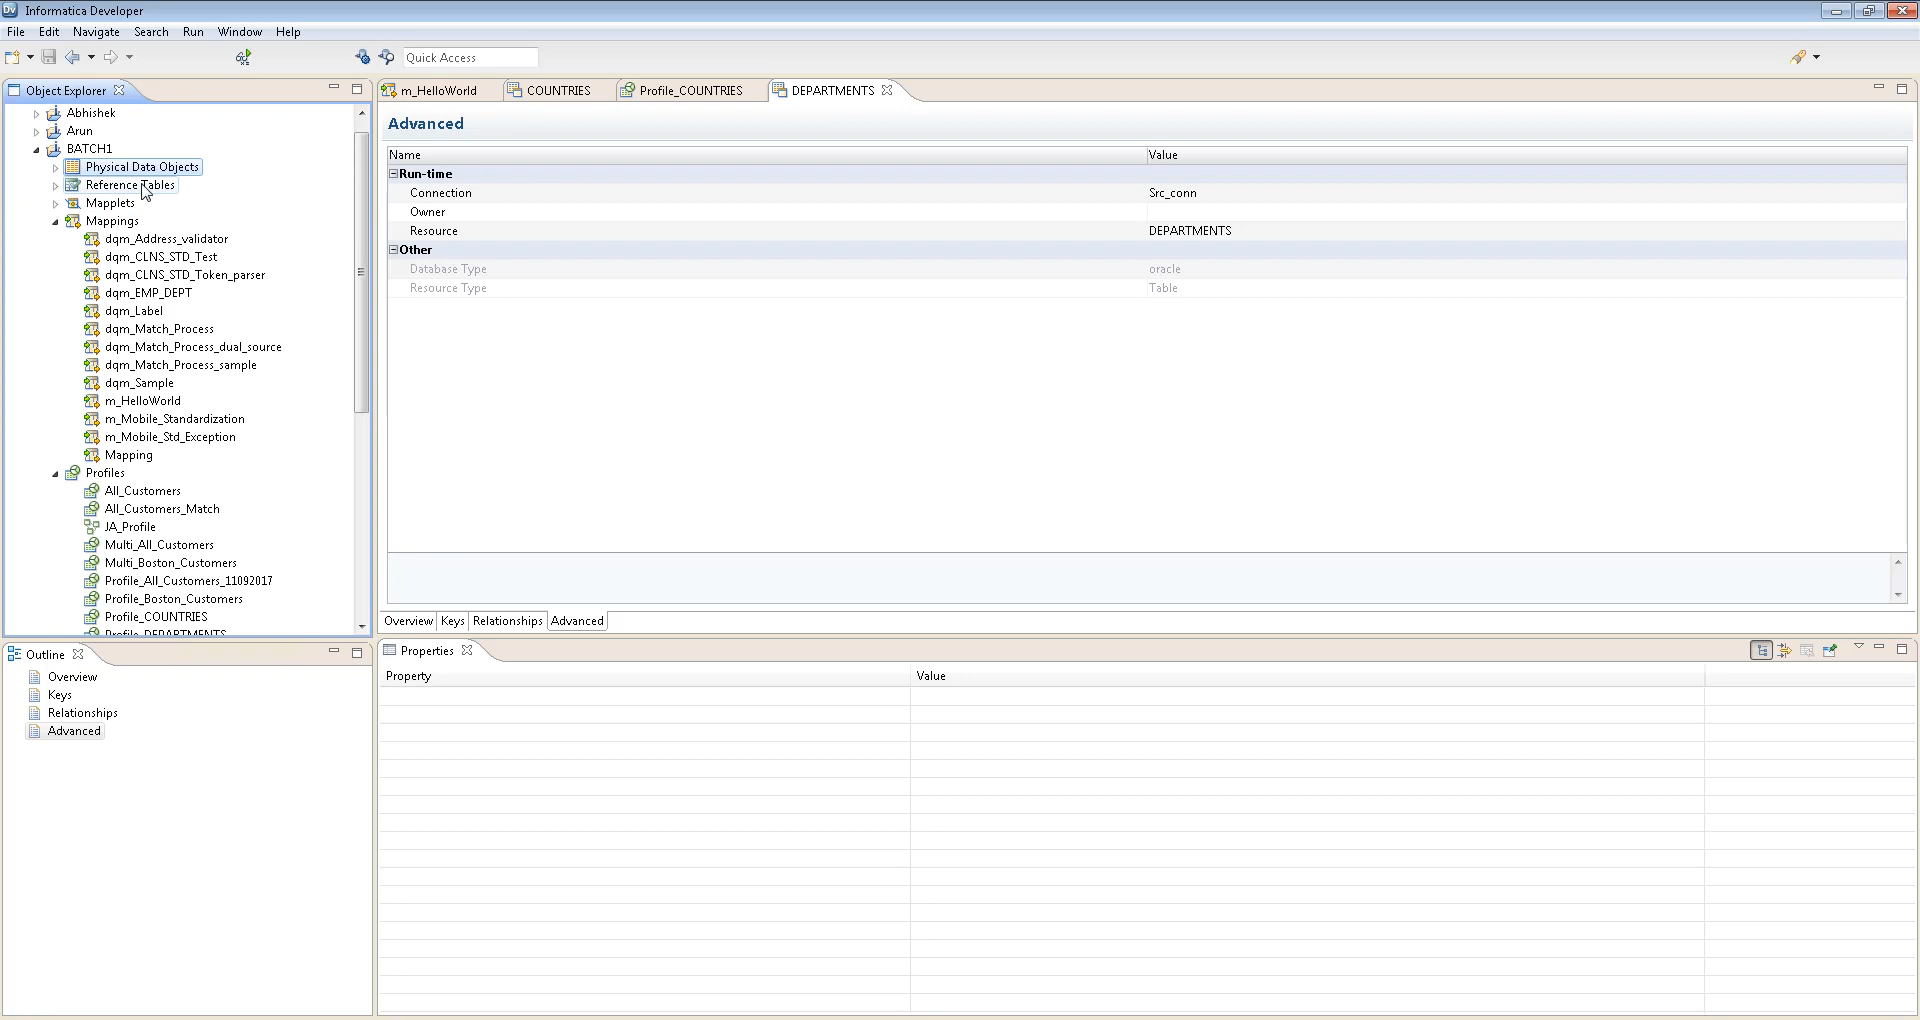 Informatica Developer
File Edit Navigate Search Run Window Help
Quick Access
Object Explorer
Abhishek
Arun
BATCH1
Physical Data Objects
Reference Tables
Mapplets
Mappings
dqm_Address_validator
dqm_CLNS_STD_Test
dqm_CLNS_STD_Token_parser
dqm_EMP_DEPT
dqm_Label
dqm_Match_Process
dqm_Match_Process_dual_source
dqm_Match_Process_sample
dqm_Sample
m_HelloWorld
m_Mobile_Standardization
m_Mobile_Std_Exception
Mapping
Profiles
All_Customers
All_Customers_Match
JA_Profile
Multi_All_Customers
Multi_Boston_Customers
Profile_All_Customers_11092017
Profile_Boston_Customers
Profile_COUNTRIES
Profile_DEPARTMENTS
m_HelloWorld COUNTRIES Profile_COUNTRIES DEPARTMENTS
Advanced
Name Value
Run-time
Connection Src_conn
Owner
Resource DEPARTMENTS
Other
Database Type oracle
Resource Type Table
Overview Keys Relationships Advanced
Outline
Overview
Keys
Relationships
Advanced
Properties
Property Value